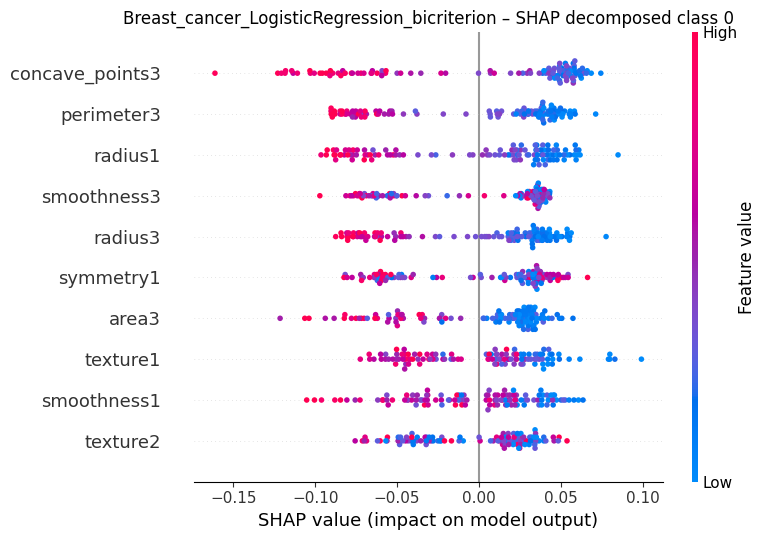 Breast_cancer_LogisticRegression_bicriterion – SHAP decomposed class 0
High
concave_points3
perimeter3
radius1
smoothness3
radius3
symmetry1
area3
texture1
smoothness1
texture2
Feature value
Low
−0.15 −0.10 −0.05 0.00 0.05 0.10
SHAP value (impact on model output)